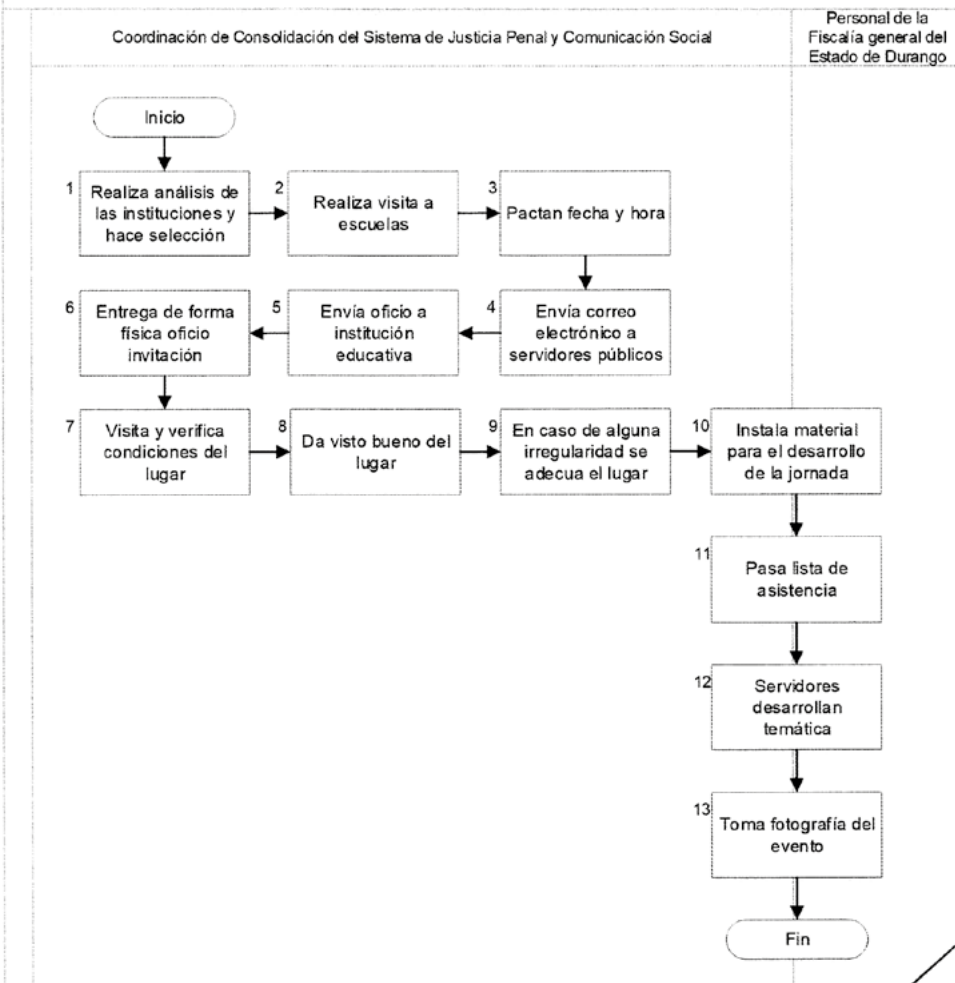 Coordinación de Consolidación del Sistema de Justicia Penal y Comunicación Social
Personal de la
Fiscalía general del
Estado de Durango
Inicio
1
Realiza análisis de
las instituciones y
hace selección
2
Realiza visita a
escuelas
3
Pactan fecha y hora
4
Envía correo
electrónico a
servidores públicos
5
Envía oficio a
institución
educativa
6
Entrega de forma
física oficio
invitación
7
Visita y verifica
condiciones del
lugar
8
Da visto bueno del
lugar
9
En caso de alguna
irregularidad se
adecua el lugar
10
Instala material
para el desarrollo
de la jornada
11
Pasa lista de
asistencia
12
Servidores
desarrollan
temática
13
Toma fotografía del
evento
Fin